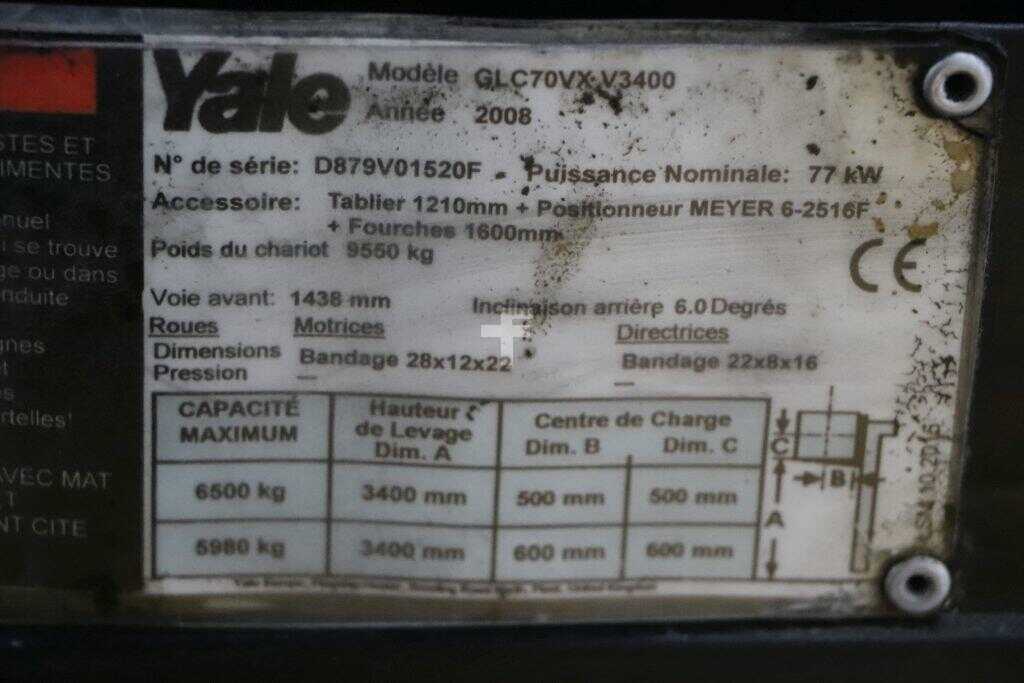 STES ET
IMENTES
nuel
i se trouve
ge ou dans
nduite
nes
rtelles'
VEC MAT
NT CITE
Yale
Modèle GLC70VX V3400
Année 2008
N° de série: D879V01520F - Puissance Nominale: 77 kW
Accessoire: Tablier 1210mm + Positionneur MEYER 6-2516F
+ Fourches 1600mm
Poids du chariot 9550 kg
CE
Voie avant: 1438 mm Inclinaison arrière 6.0 Degrés
Roues Motrices Directrices
Dimensions Bandage 28x12x22 Bandage 22x8x16
Pression — —
CAPACITÉ MAXIMUM Hauteur de Levage Dim. A Centre de Charge
Dim. B Dim. C
6500 kg 3400 mm 500 mm 500 mm
5980 kg 3400 mm 600 mm 600 mm
C
B
A